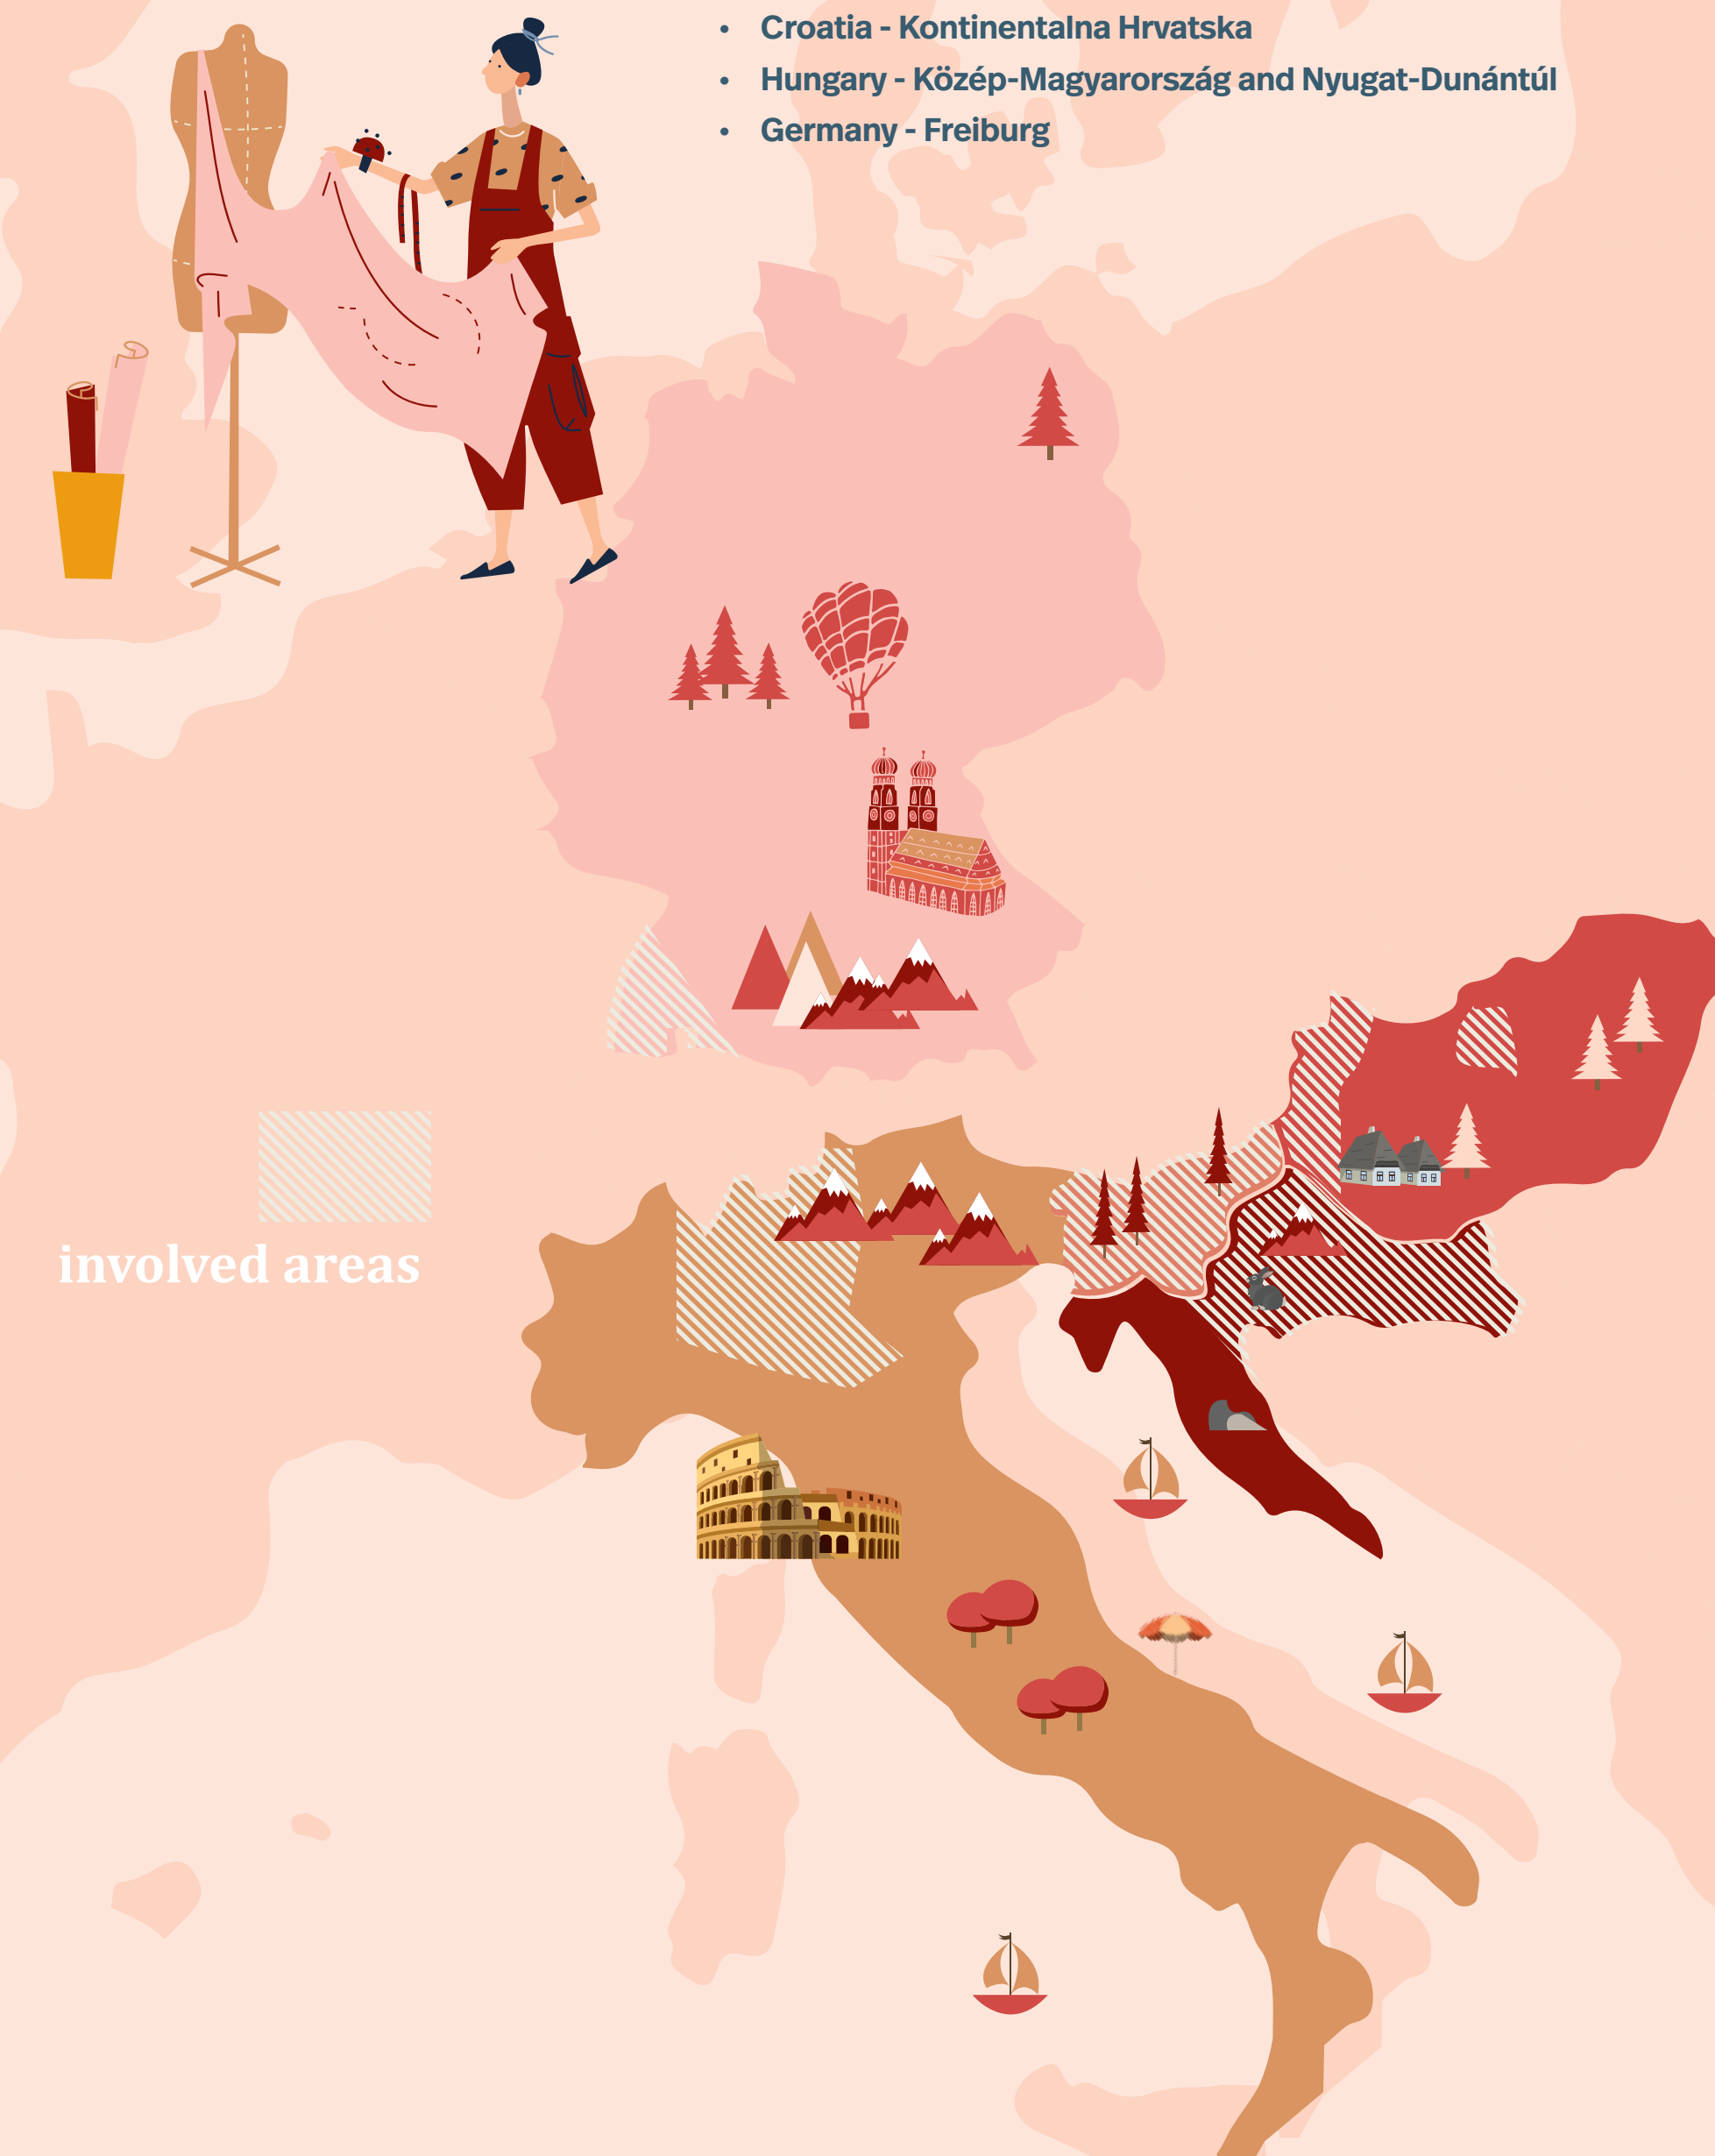 • Croatia - Kontinentalna Hrvatska
• Hungary - Közép-Magyarország and Nyugat-Dunántúl
• Germany - Freiburg
involved areas